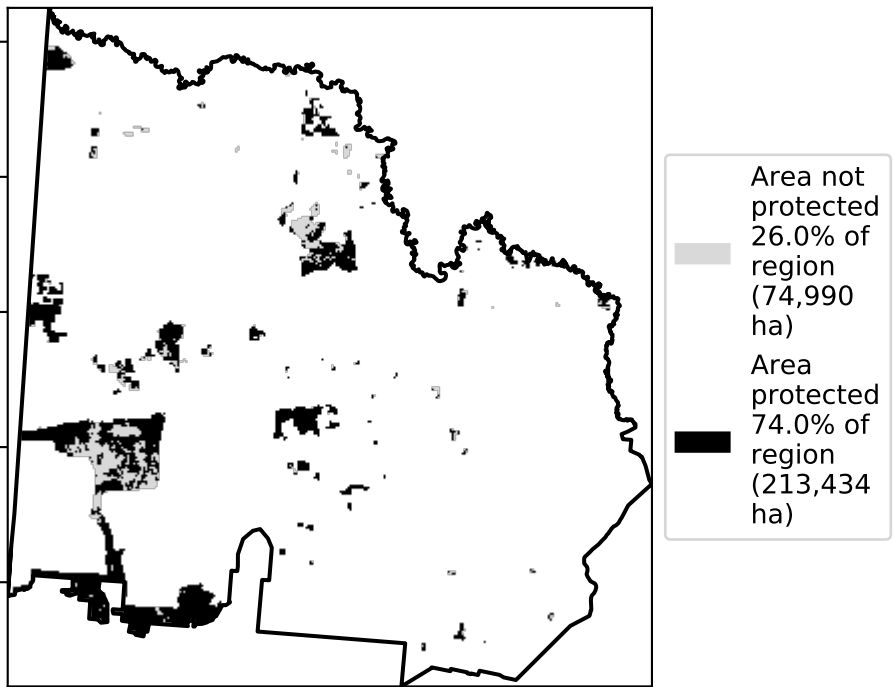 Area not
protected
26.0% of
region
(74,990
ha)
Area
protected
74.0% of
region
(213,434
ha)